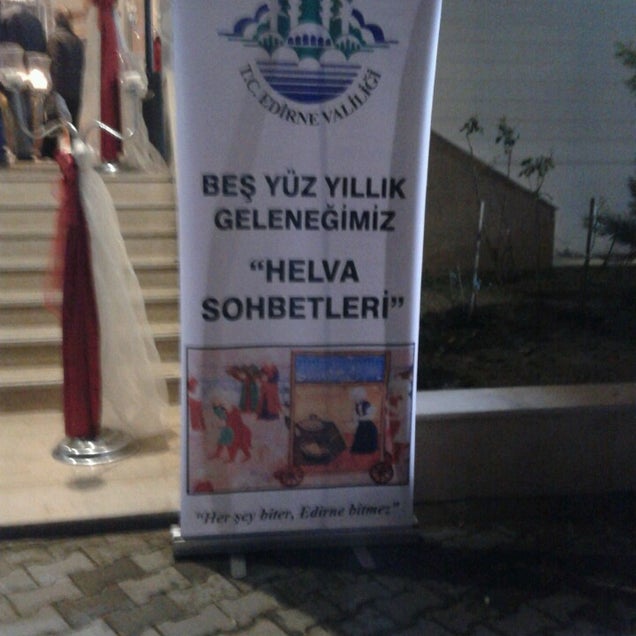 T.C. EDİRNE VALİLİĞİ
BEŞ YÜZ YILLIK
GELENEĞİMİZ
"HELVA
SOHBETLERİ"
"Her şey biter, Edirne bitmez"